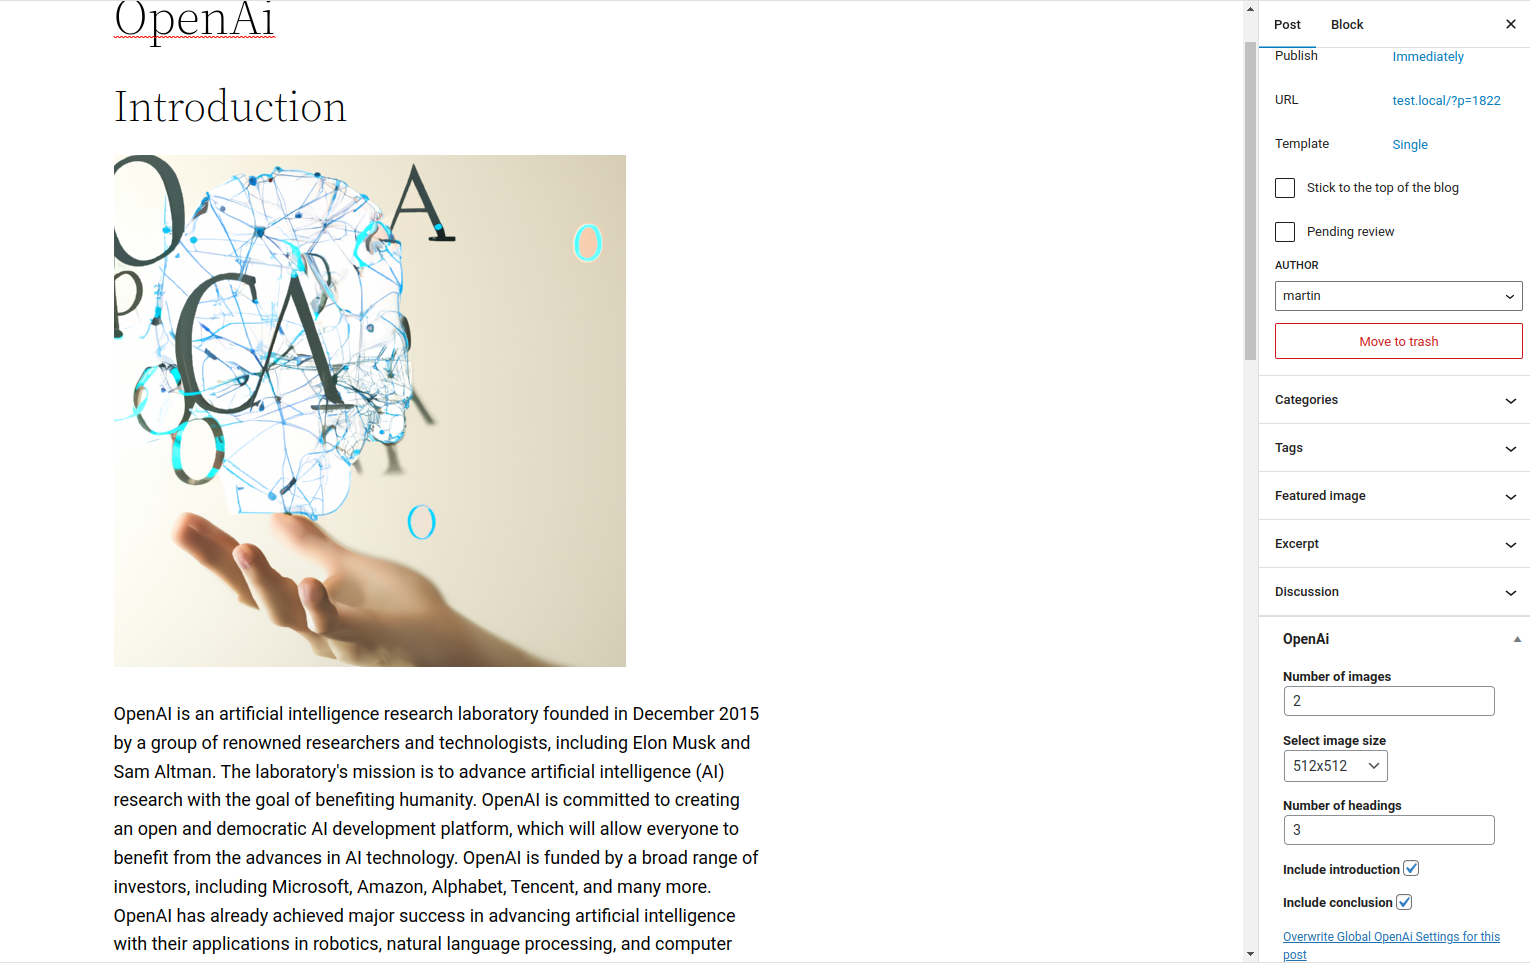 OpenAi
Introduction
O
A
O
P
CA
O
O
O
OpenAI is an artificial intelligence research laboratory founded in December 2015
by a group of renowned researchers and technologists, including Elon Musk and
Sam Altman. The laboratory's mission is to advance artificial intelligence (AI)
research with the goal of benefiting humanity. OpenAI is committed to creating
an open and democratic AI development platform, which will allow everyone to
benefit from the advances in AI technology. OpenAI is funded by a broad range of
investors, including Microsoft, Amazon, Alphabet, Tencent, and many more.
OpenAI has already achieved major success in advancing artificial intelligence
with their applications in robotics, natural language processing, and computer
Post Block
Publish Immediately
URL test.local/?p=1822
Template Single
Stick to the top of the blog
Pending review
AUTHOR
martin
Move to trash
Categories
Tags
Featured image
Excerpt
Discussion
OpenAi
Number of images
2
Select image size
512x512
Number of headings
3
Include introduction
Include conclusion
Overwrite Global OpenAi Settings for this
post